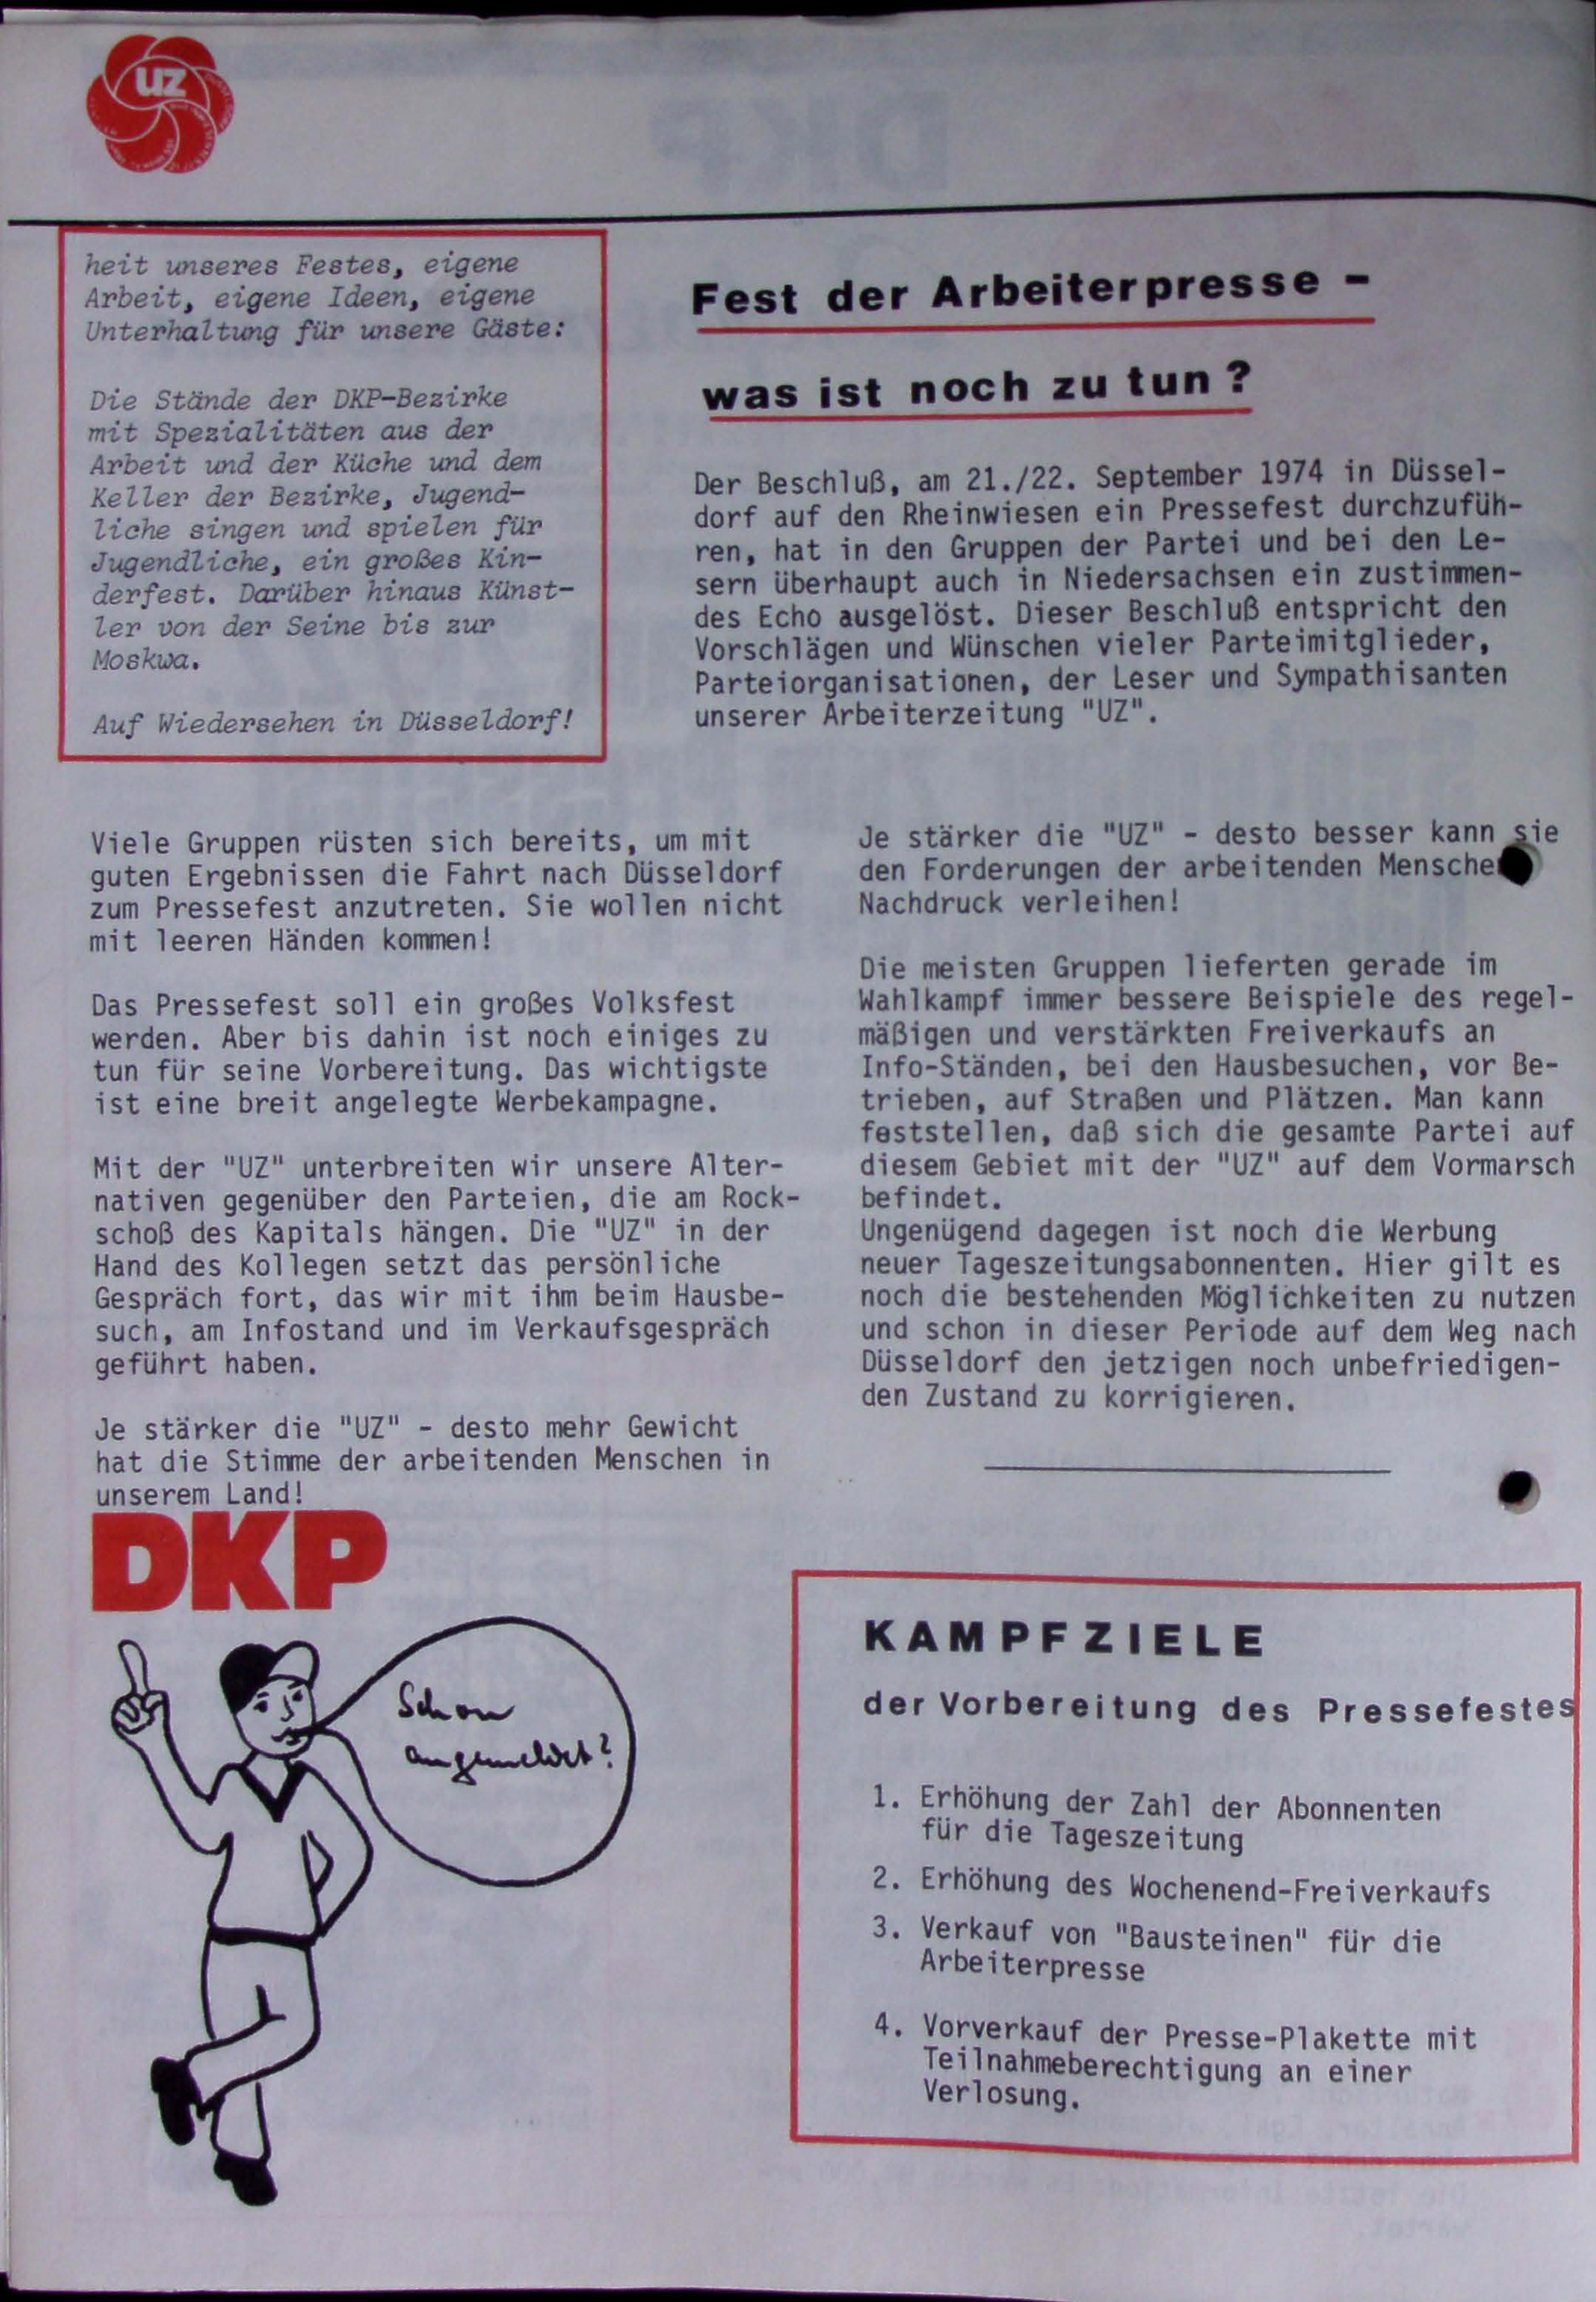 uz
heit unseres Festes, eigene
Arbeit, eigene Ideen, eigene
Unterhaltung für unsere Gäste:
Die Stände der DKP-Bezirke
mit Spezialitäten aus der
Arbeit und der Küche und dem
Keller der Bezirke, Jugend-
liche singen und spielen für
Jugendliche, ein großes Kin-
derfest. Darüber hinaus Künst-
ler von der Seine bis zur
Moskwa.
Auf Wiedersehen in Düsseldorf!
Fest der Arbeiterpresse -
was ist noch zu tun?
Der Beschluß, am 21./22. September 1974 in Düssel-
dorf auf den Rheinwiesen ein Pressefest durchzufüh-
ren, hat in den Gruppen der Partei und bei den Le-
sern überhaupt auch in Niedersachsen ein zustimmen-
des Echo ausgelöst. Dieser Beschluß entspricht den
Vorschlägen und Wünschen vieler Parteimitglieder,
Parteiorganisationen, der Leser und Sympathisanten
unserer Arbeiterzeitung "UZ".
Viele Gruppen rüsten sich bereits, um mit
guten Ergebnissen die Fahrt nach Düsseldorf
zum Pressefest anzutreten. Sie wollen nicht
mit leeren Händen kommen!
Das Pressefest soll ein großes Volksfest
werden. Aber bis dahin ist noch einiges zu
tun für seine Vorbereitung. Das wichtigste
ist eine breit angelegte Werbekampagne.
Mit der "UZ" unterbreiten wir unsere Alter-
nativen gegenüber den Parteien, die am Rock-
schoß des Kapitals hängen. Die "UZ" in der
Hand des Kollegen setzt das persönliche
Gespräch fort, das wir mit ihm beim Hausbe-
such, am Infostand und im Verkaufsgespräch
geführt haben.
Je stärker die "UZ" - desto mehr Gewicht
hat die Stimme der arbeitenden Menschen in
unserem Land!
Je stärker die "UZ" - desto besser kann sie
den Forderungen der arbeitenden Menschen
Nachdruck verleihen!
Die meisten Gruppen lieferten gerade im
Wahlkampf immer bessere Beispiele des regel-
mäßigen und verstärkten Freiverkaufs an
Info-Ständen, bei den Hausbesuchen, vor Be-
trieben, auf Straßen und Plätzen. Man kann
feststellen, daß sich die gesamte Partei auf
diesem Gebiet mit der "UZ" auf dem Vormarsch
befindet.
Ungenügend dagegen ist noch die Werbung
neuer Tageszeitungsabonnenten. Hier gilt es
noch die bestehenden Möglichkeiten zu nutzen
und schon in dieser Periode auf dem Weg nach
Düsseldorf den jetzigen noch unbefriedigen-
den Zustand zu korrigieren.
DKP
Schon
angemeldet?
KAMPFZIELE
der Vorbereitung des Pressefestes
1. Erhöhung der Zahl der Abonnenten
für die Tageszeitung
2. Erhöhung des Wochenend-Freiverkaufs
3. Verkauf von "Bausteinen" für die
Arbeiterpresse
4. Vorverkauf der Presse-Plakette mit
Teilnahmeberechtigung an einer
Verlosung.